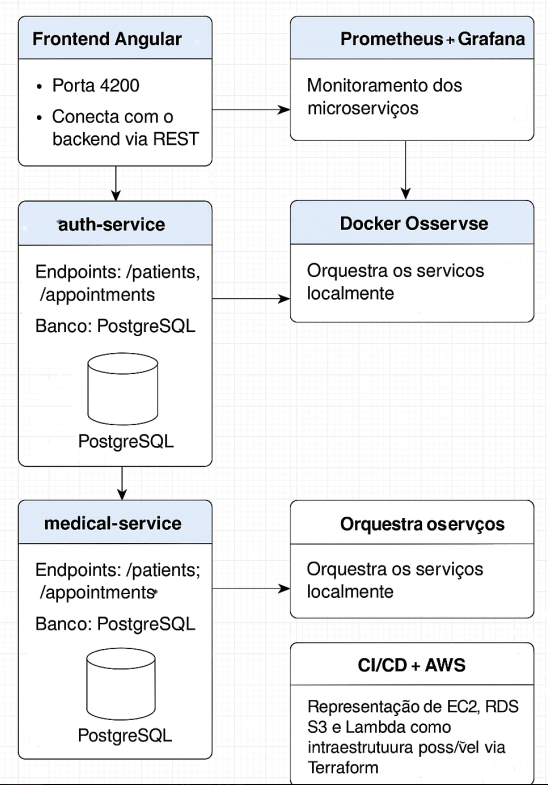 Frontend Angular
• Porta 4200
• Conecta com o
backend via REST
Prometheus + Grafana
Monitoramento dos
microserviços
auth-service
Endpoints: /patients,
/appointments
Banco: PostgreSQL
PostgreSQL
Docker Osservse
Orquestra os servicos
localmente
medical-service
Endpoints: /patients;
/appointments
Banco: PostgreSQL
PostgreSQL
Orquestra oservços
Orquestra os serviços
localmente
CI/CD + AWS
Representação de EC2, RDS
S3 e Lambda como
intraestrutuura poss/vel via
Terraform